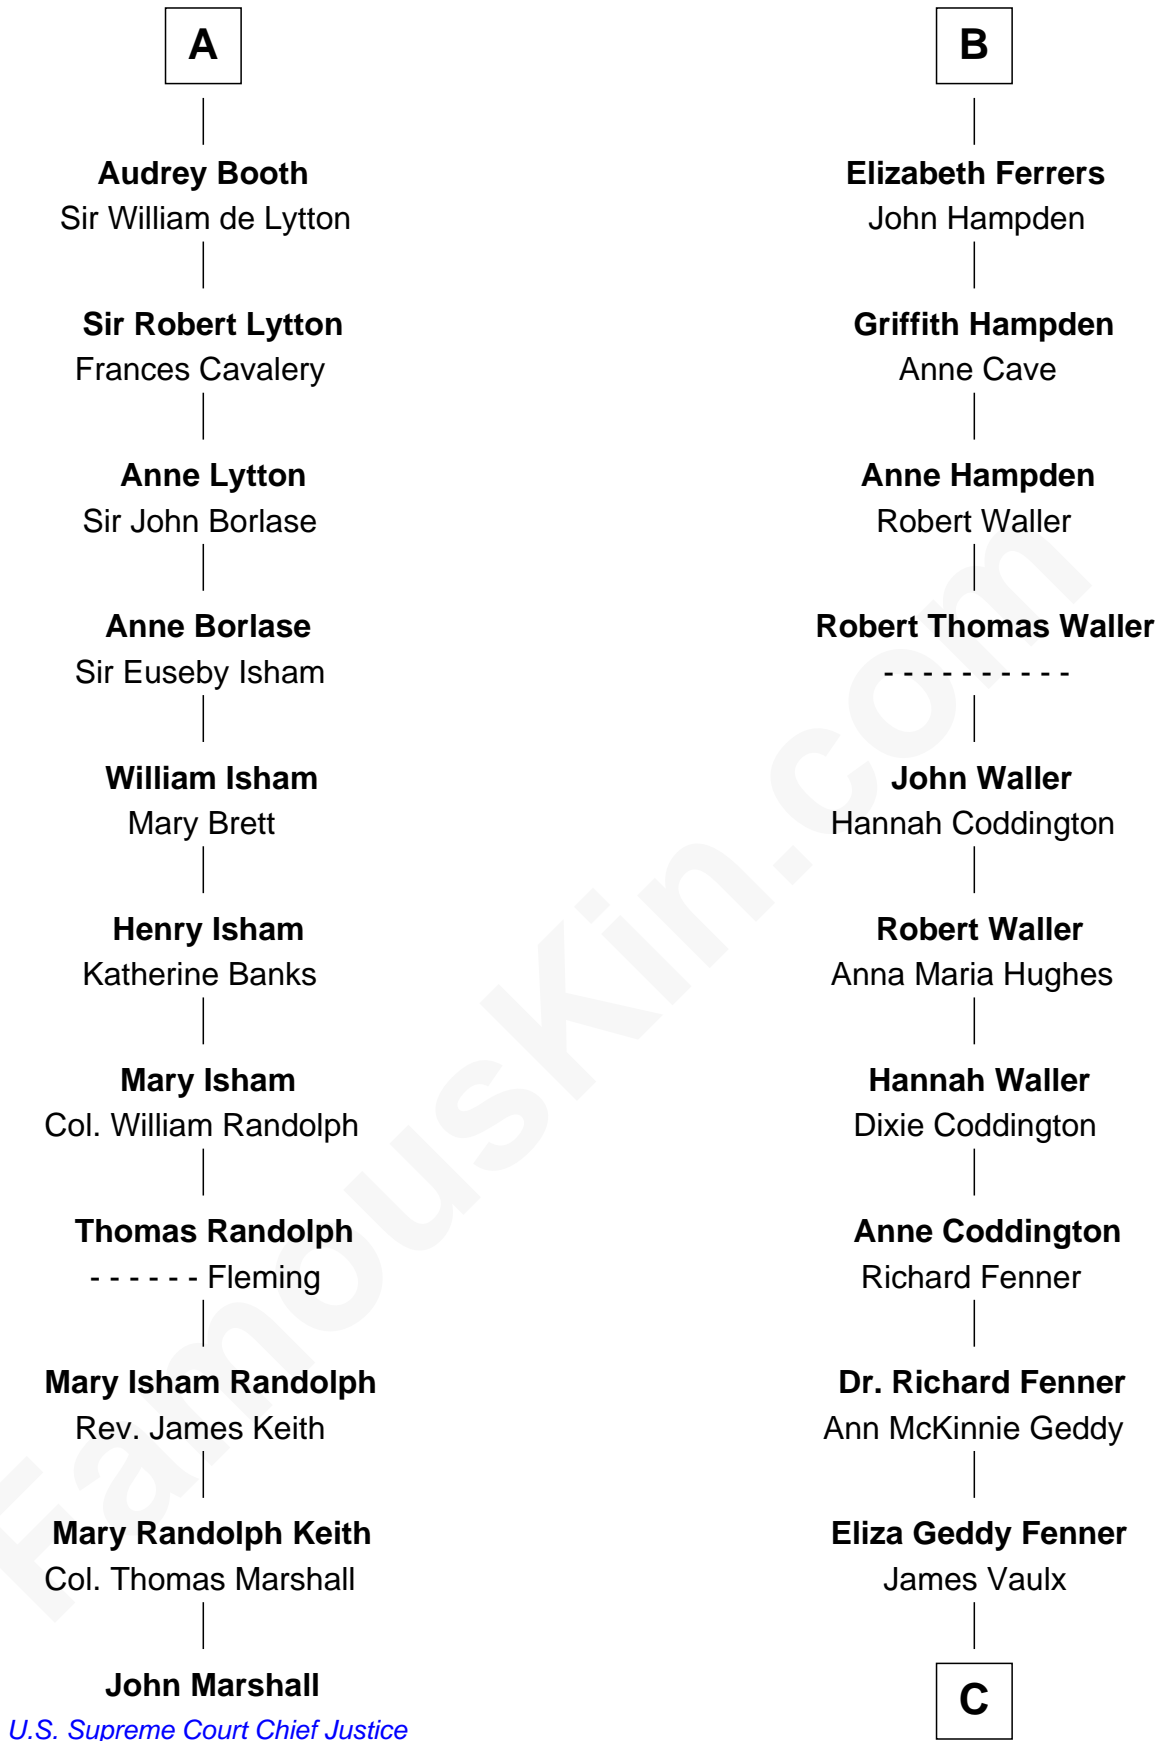 A
Audrey Booth
Sir William de Lytton
Sir Robert Lytton
Frances Cavalery
Anne Lytton
Sir John Borlase
Anne Borlase
Sir Euseby Isham
William Isham
Mary Brett
Henry Isham
Katherine Banks
Mary Isham
Col. William Randolph
Thomas Randolph
- - - - - - Fleming
Mary Isham Randolph
Rev. James Keith
Mary Randolph Keith
Col. Thomas Marshall
John Marshall
U.S. Supreme Court Chief Justice
B
Elizabeth Ferrers
John Hampden
Griffith Hampden
Anne Cave
Anne Hampden
Robert Waller
Robert Thomas Waller
- - - - - - - - - -
John Waller
Hannah Coddington
Robert Waller
Anna Maria Hughes
Hannah Waller
Dixie Coddington
Anne Coddington
Richard Fenner
Dr. Richard Fenner
Ann McKinnie Geddy
Eliza Geddy Fenner
James Vaulx
C
FamousKin.com